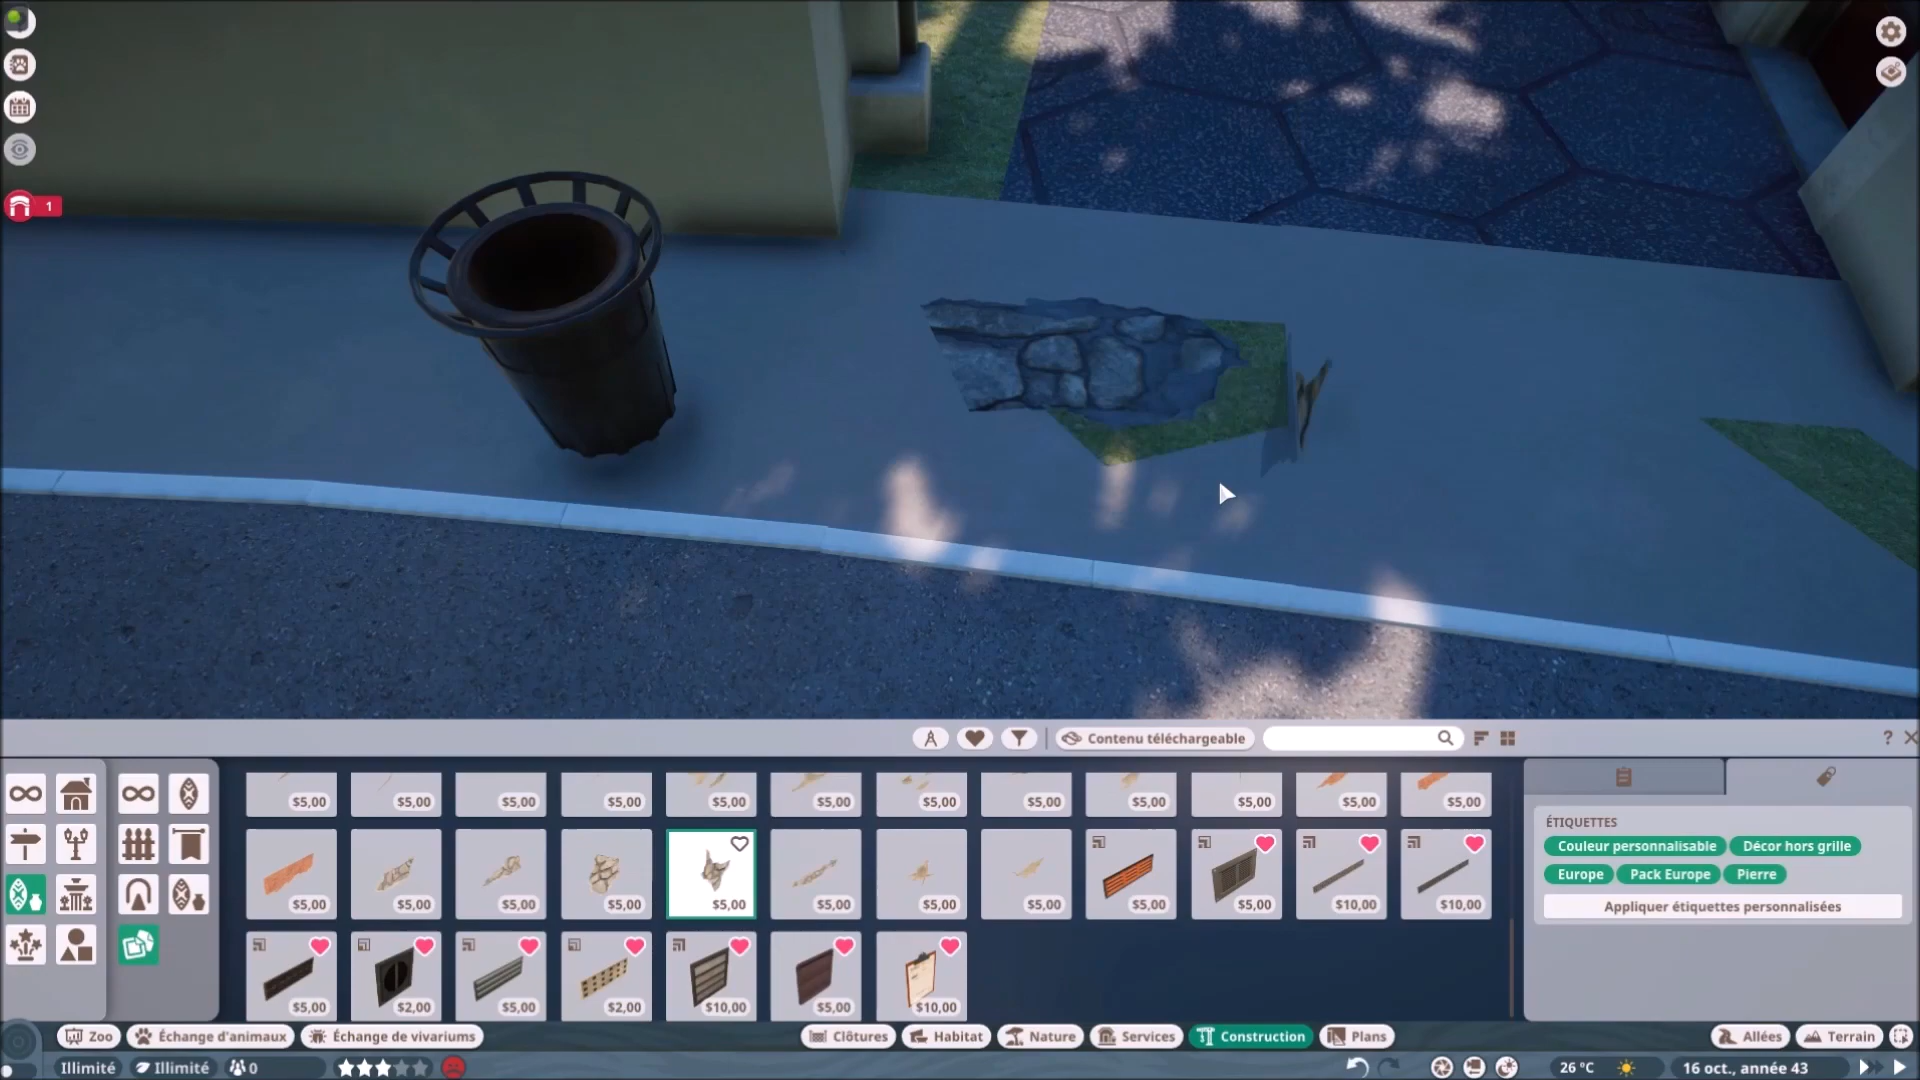 1
Contenu téléchargeable
?
$5,00 $5,00 $5,00 $5,00 $5,00 $5,00 $5,00 $5,00 $5,00 $5,00 $5,00 $5,00
$5,00 $5,00 $5,00 $5,00 $5,00 $5,00 $5,00 $5,00 $5,00 $5,00 $10,00 $10,00
$5,00 $2,00 $5,00 $2,00 $10,00 $5,00 $10,00
ÉTIQUETTES
Couleur personnalisable Décor hors grille
Europe Pack Europe Pierre
Appliquer étiquettes personnalisées
Zoo Échange d'animaux Échange de vivariums Clôtures Habitat Nature Services Construction Plans Allées Terrain
Illimité Illimité 0 26 °C 16 oct., année 43